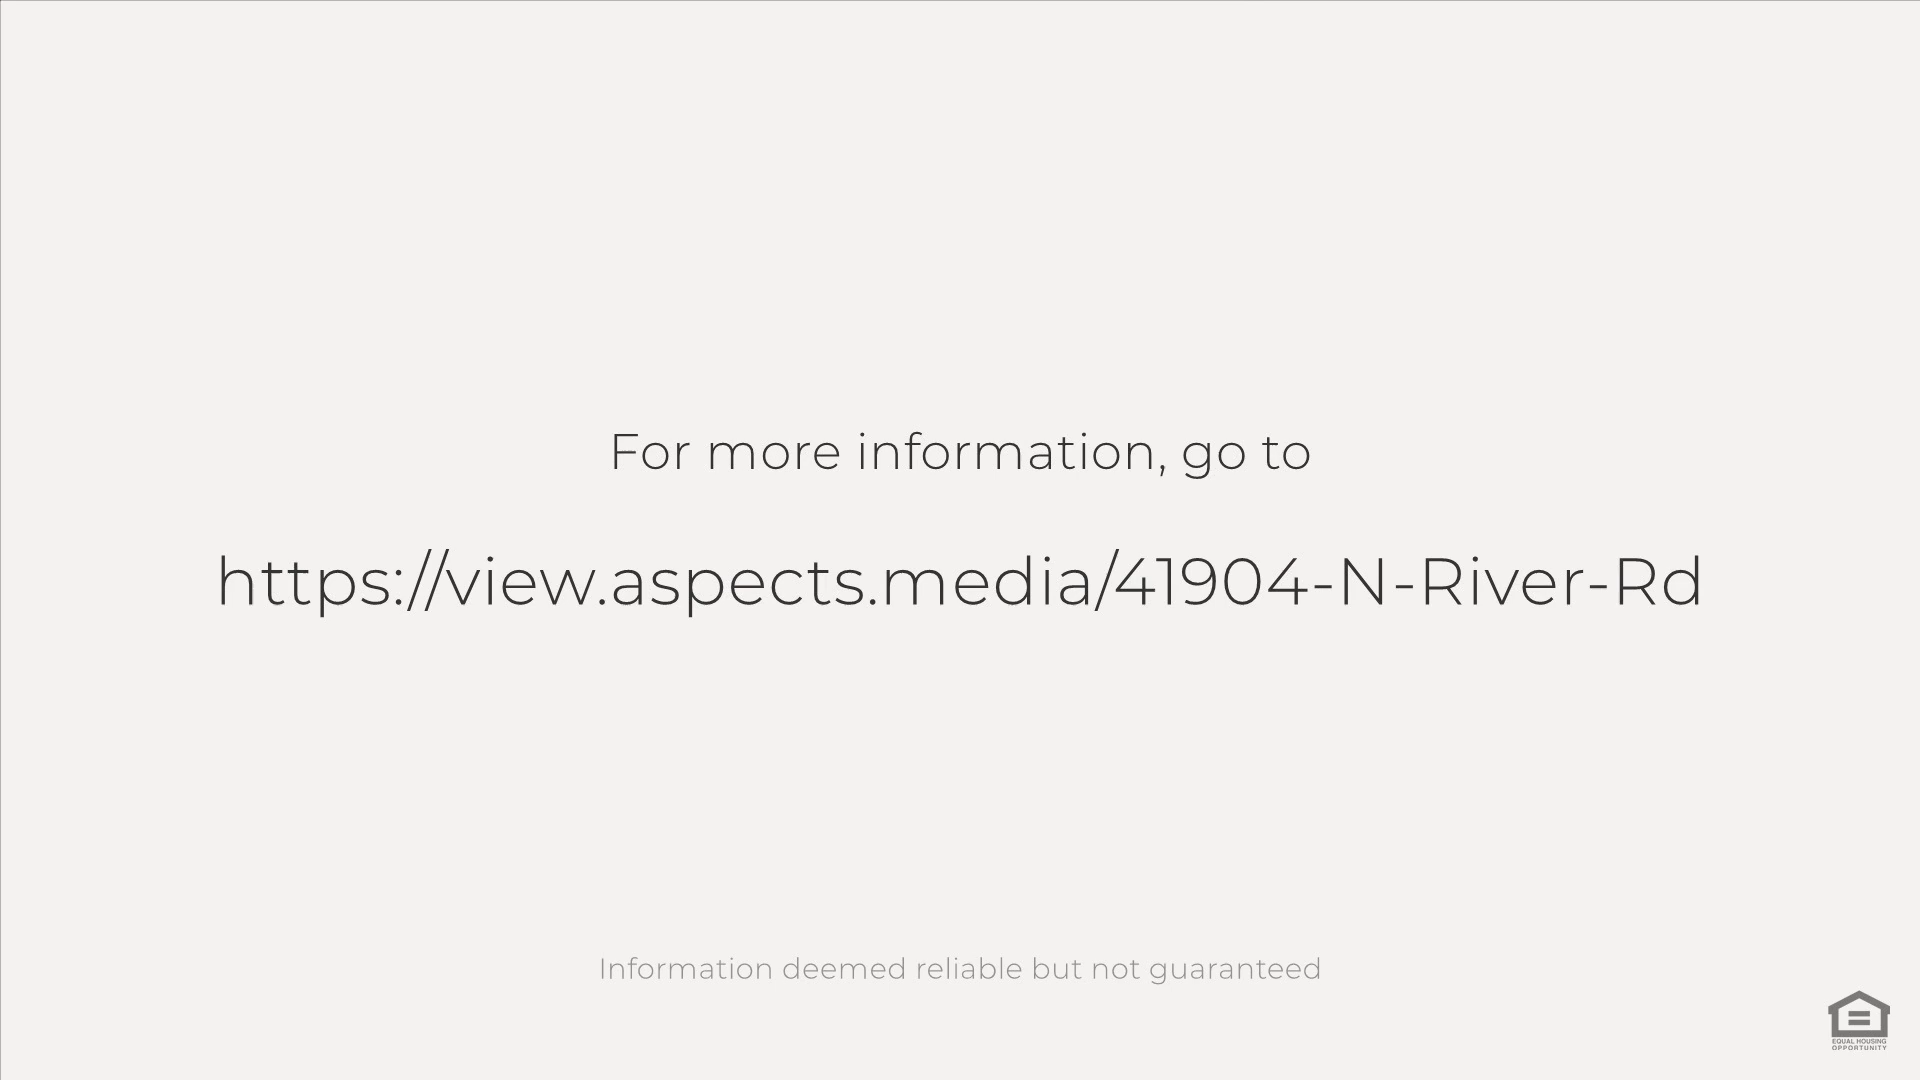 For more information, go to
https://view.aspects.media/41904-N-River-Rd
Information deemed reliable but not guaranteed
EQUAL HOUSING
OPPORTUNITY